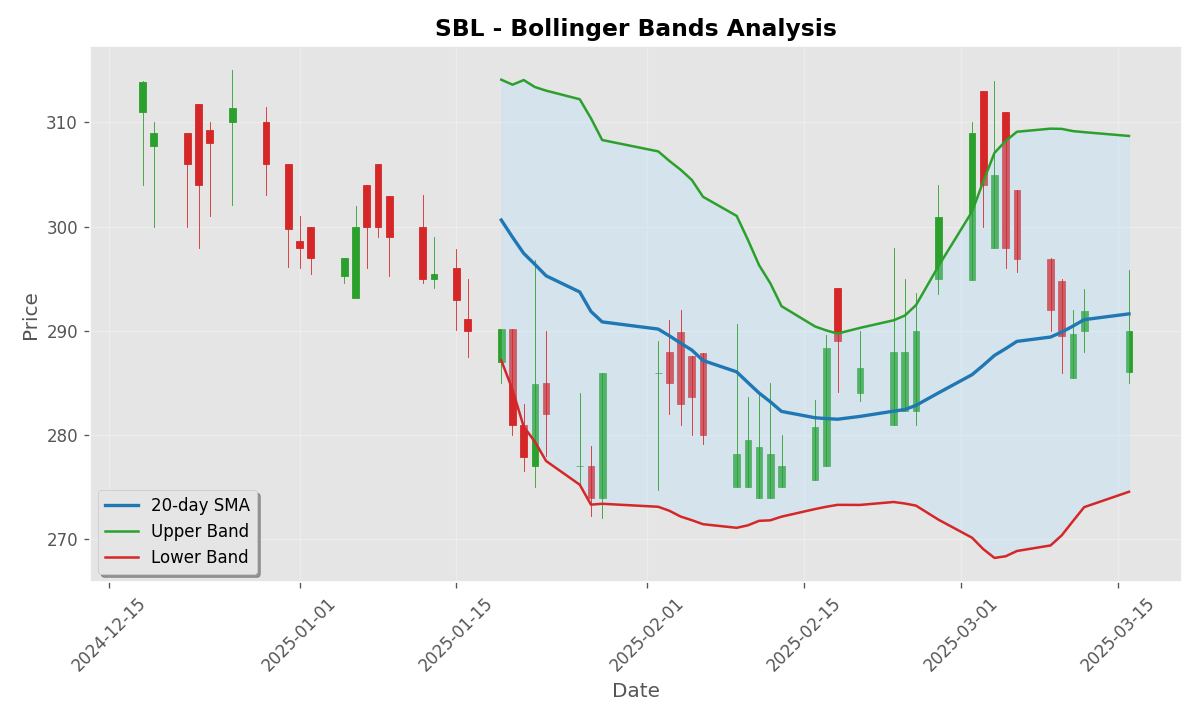 SBL - Bollinger Bands Analysis
Price
310
300
290
280
270
20-day SMA
Upper Band
Lower Band
2024-12-15
2025-01-01
2025-01-15
2025-02-01
2025-02-15
2025-03-01
2025-03-15
Date